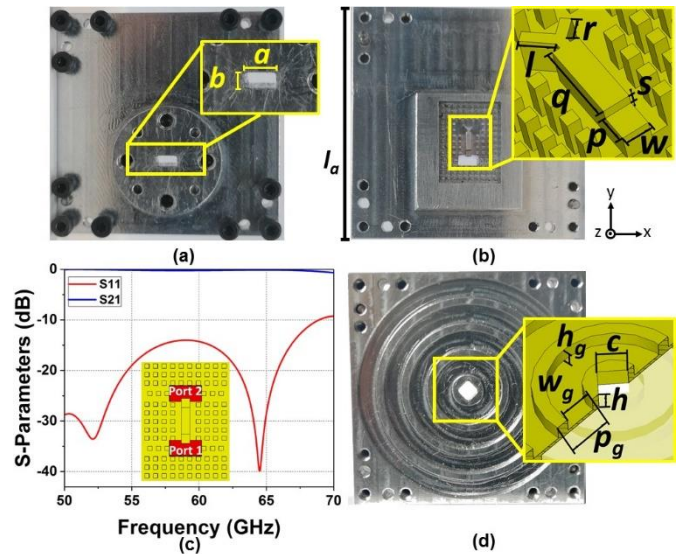 a
b
(a)
lₐ
r
l
s
q
p
w
y
z
x
(b)
S-Parameters (dB)
0
-10
-20
-30
-40
S11
S21
Port 2
Port 1
50
55
60
65
70
Frequency (GHz)
(c)
h_g
c
w_g
h
p_g
(d)